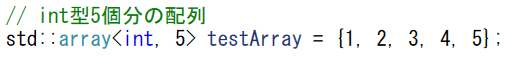 // int型5個分の配列
std::array<int, 5> testArray = {1, 2, 3, 4, 5};